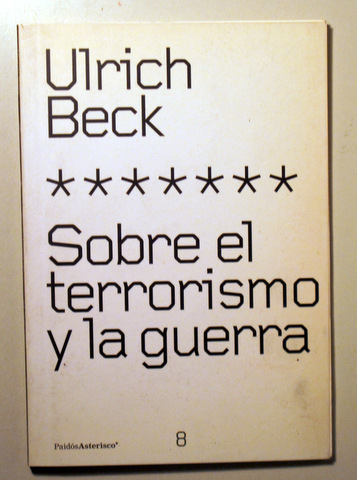 Ulrich
Beck
*******
Sobre el
terrorismo
y la guerra
PaidósAsterisco*
8